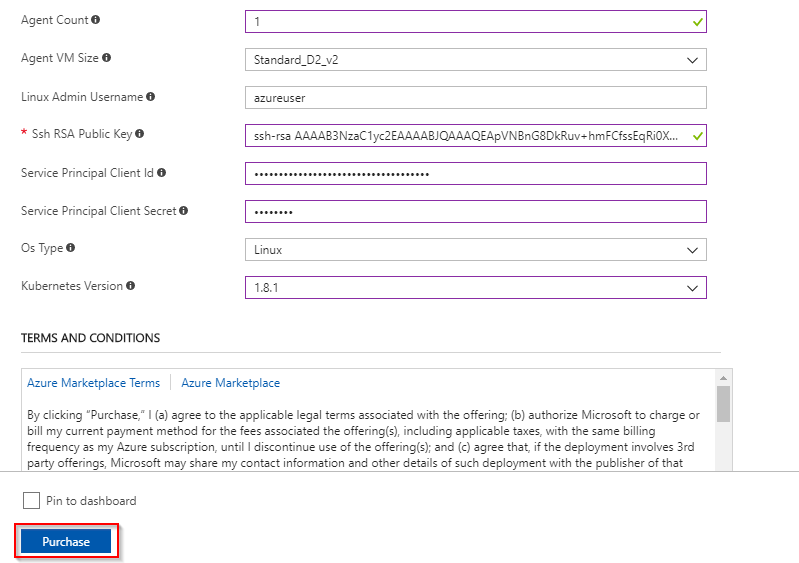 Agent Count 1
Agent VM Size Standard_D2_v2
Linux Admin Username azureuser
* Ssh RSA Public Key ssh-rsa AAAAB3NzaC1yc2EAAAABJQAAAQEApVNBnG8DkRuv+hmFCfssEqRi0X...
Service Principal Client Id ••••••••••••••••••••••••••••••••••••
Service Principal Client Secret ••••••••
Os Type Linux
Kubernetes Version 1.8.1
TERMS AND CONDITIONS
Azure Marketplace Terms Azure Marketplace
By clicking "Purchase," I (a) agree to the applicable legal terms associated with the offering; (b) authorize Microsoft to charge or
bill my current payment method for the fees associated the offering(s), including applicable taxes, with the same billing
frequency as my Azure subscription, until I discontinue use of the offering(s); and (c) agree that, if the deployment involves 3rd
party offerings, Microsoft may share my contact information and other details of such deployment with the publisher of that
Pin to dashboard
Purchase